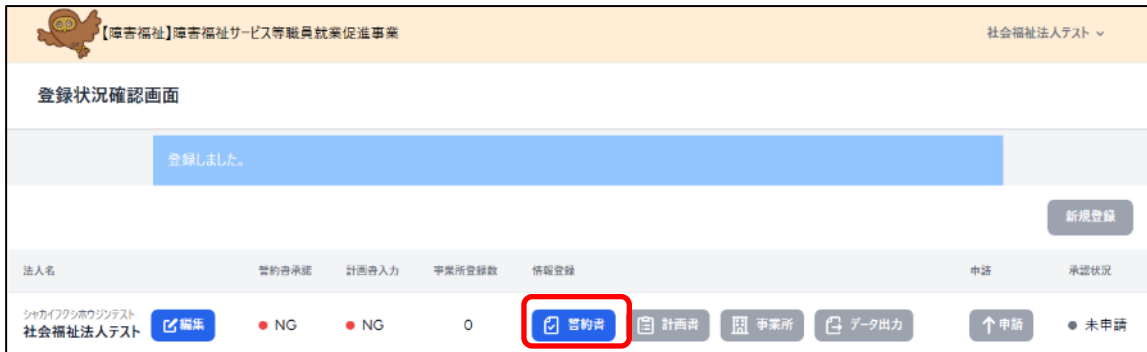 【障害福祉】障害福祉サービス等職員就業促進事業
社会福祉法人テスト
登録状況確認画面
登録しました。
新規登録
法人名 誓約書承諾 計画書入力 事業所登録数 情報登録 申請 承認状況
シャカイフクシホウジンテスト
社会福祉法人テスト 編集 NG NG 0 誓約書 計画書 事業所 データ出力 申請 未申請